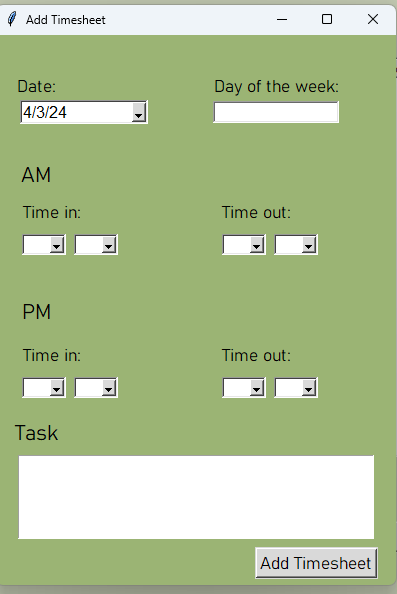 Add Timesheet
Date: Day of the week:
4/3/24
AM
Time in: Time out:
PM
Time in: Time out:
Task
Add Timesheet